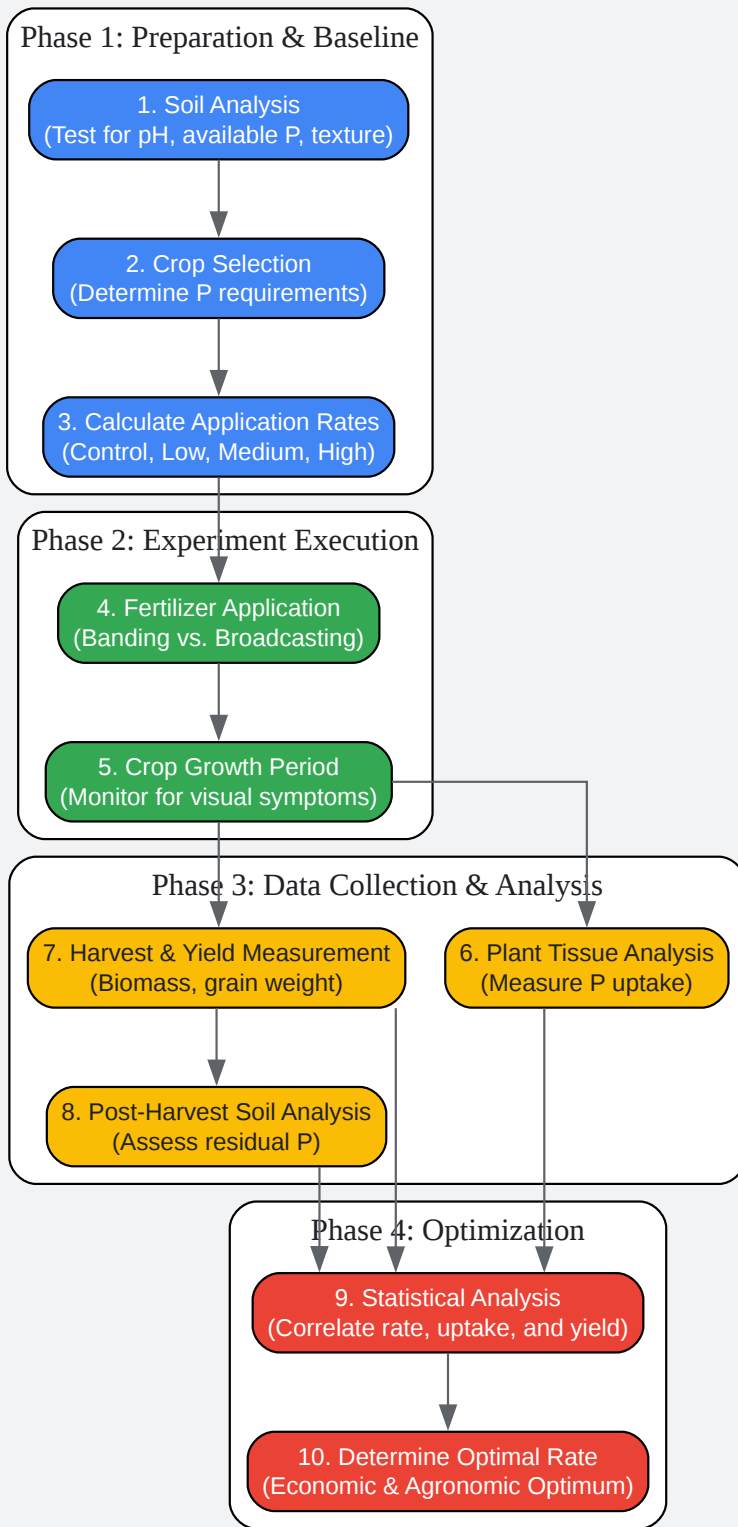 Phase 1: Preparation & Baseline
1. Soil Analysis
(Test for pH, available P, texture)
2. Crop Selection
(Determine P requirements)
3. Calculate Application Rates
(Control, Low, Medium, High)
Phase 2: Experiment Execution
4. Fertilizer Application
(Banding vs. Broadcasting)
5. Crop Growth Period
(Monitor for visual symptoms)
Phase 3: Data Collection & Analysis
7. Harvest & Yield Measurement
(Biomass, grain weight)
6. Plant Tissue Analysis
(Measure P uptake)
8. Post-Harvest Soil Analysis
(Assess residual P)
Phase 4: Optimization
9. Statistical Analysis
(Correlate rate, uptake, and yield)
10. Determine Optimal Rate
(Economic & Agronomic Optimum)